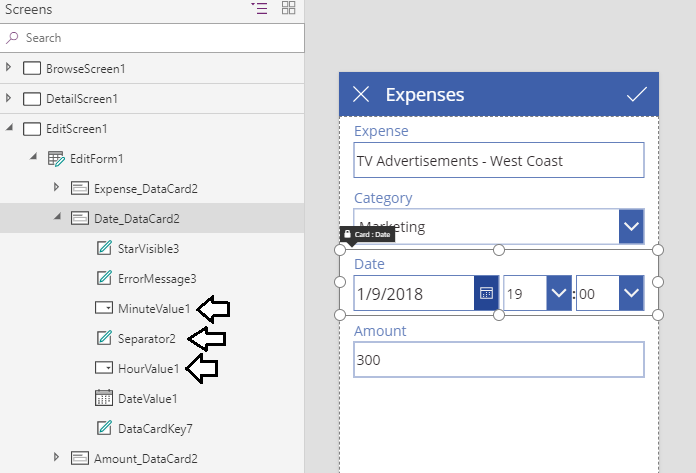 Screens
Search
BrowseScreen1
DetailScreen1
EditScreen1
EditForm1
Expense_DataCard2
Date_DataCard2
StarVisible3
ErrorMessage3
MinuteValue1
Separator2
HourValue1
DateValue1
DataCardKey7
Amount_DataCard2
Expenses
Expense
TV Advertisements - West Coast
Category
Marketing
Card : Date
Date
1/9/2018 19 : 00
Amount
300